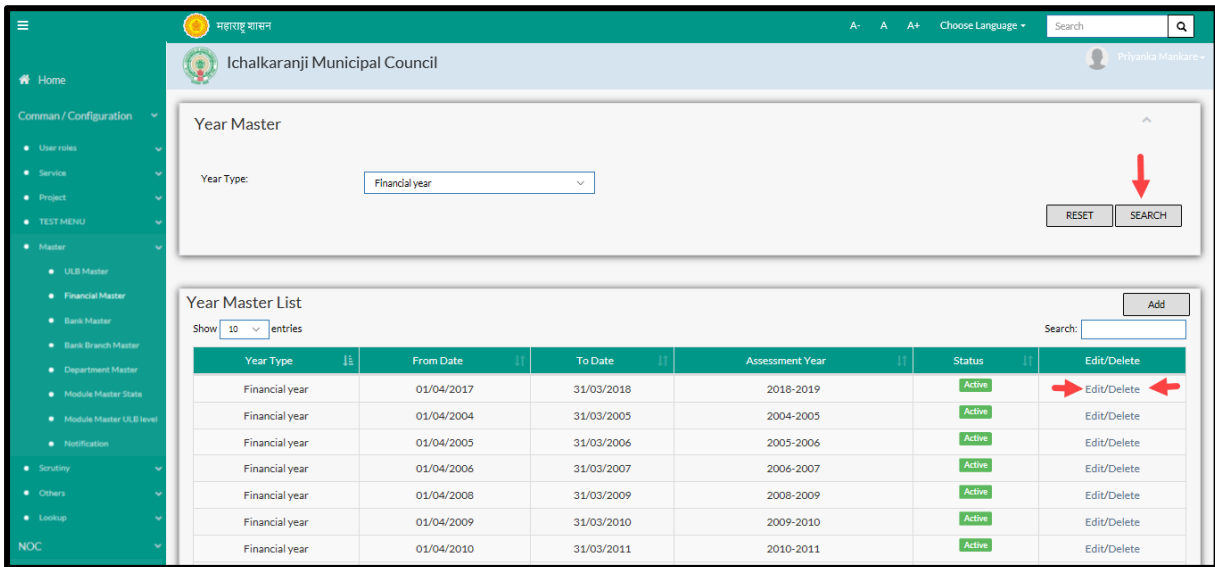 महाराष्ट्र शासन A- A A+ Choose Language Search
Ichalkaranji Municipal Council Priyanka Mankare
Home
Comman / Configuration
User roles
Service
Project
TEST MENU
Master
ULB Master
Financial Master
Bank Master
Bank Branch Master
Department Master
Module Master State
Module Master ULB level
Notification
Scrutiny
Others
Lookup
NOC
Year Master
Year Type: Financial year
RESET SEARCH
Year Master List Add
Show 10 entries Search:
Year Type From Date To Date Assessment Year Status Edit/Delete
Financial year 01/04/2017 31/03/2018 2018-2019 Active Edit/Delete
Financial year 01/04/2004 31/03/2005 2004-2005 Active Edit/Delete
Financial year 01/04/2005 31/03/2006 2005-2006 Active Edit/Delete
Financial year 01/04/2006 31/03/2007 2006-2007 Active Edit/Delete
Financial year 01/04/2008 31/03/2009 2008-2009 Active Edit/Delete
Financial year 01/04/2009 31/03/2010 2009-2010 Active Edit/Delete
Financial year 01/04/2010 31/03/2011 2010-2011 Active Edit/Delete